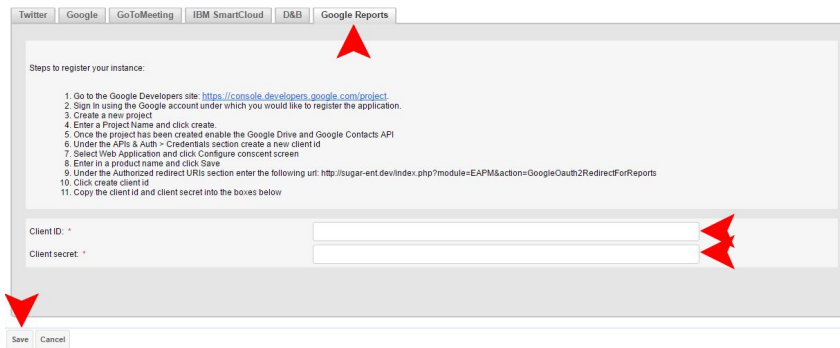 Twitter Google GoToMeeting IBM SmartCloud D&B Google Reports
Steps to register your instance:
1. Go to the Google Developers site: https://console.developers.google.com/project.
2. Sign In using the Google account under which you would like to register the application.
3. Create a new project
4. Enter a Project Name and click create.
5. Once the project has been created enable the Google Drive and Google Contacts API
6. Under the APIs & Auth > Credentials section create a new client id
7. Select Web Application and click Configure conscent screen
8. Enter in a product name and click Save
9. Under the Authorized redirect URIs section enter the following url: http://sugar-ent.dev/index.php?module=EAPM&action=GoogleOauth2RedirectForReports
10. Click create client id
11. Copy the client id and client secret into the boxes below
Client ID: *
Client secret: *
Save Cancel